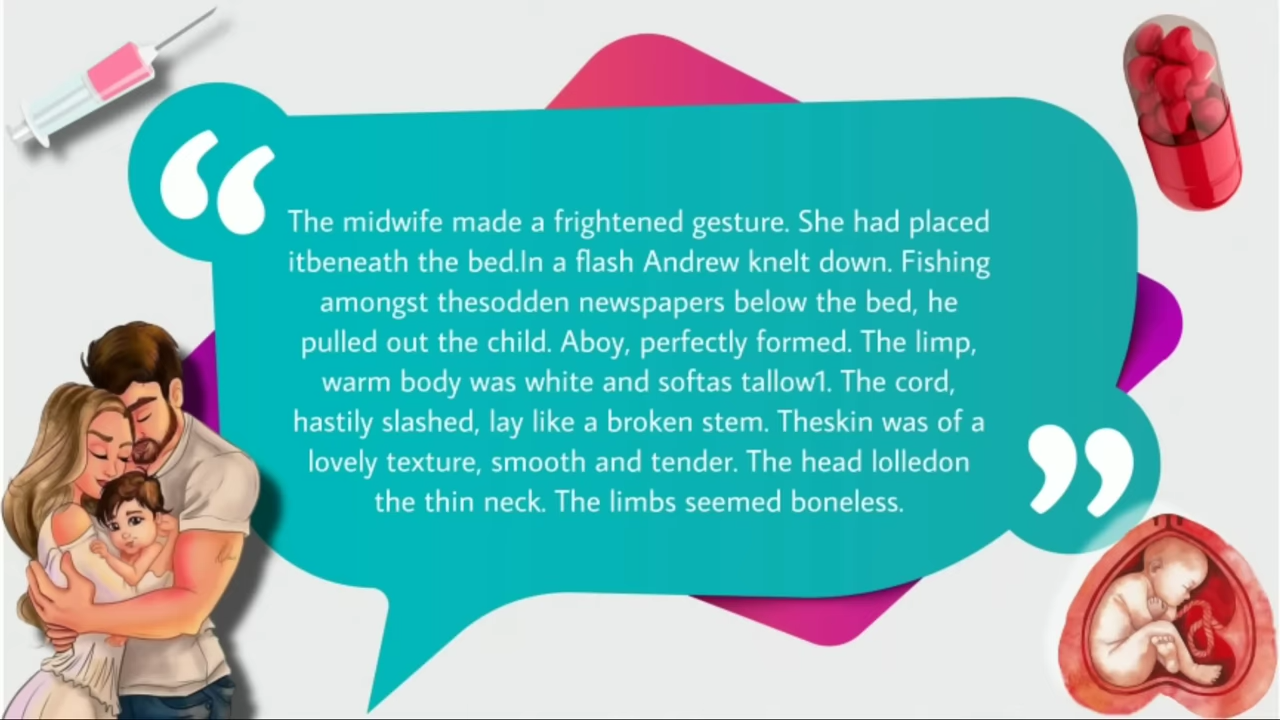 The midwife made a frightened gesture. She had placed
itbeneath the bed.In a flash Andrew knelt down. Fishing
amongst thesodden newspapers below the bed, he
pulled out the child. Aboy, perfectly formed. The limp,
warm body was white and softas tallow1. The cord,
hastily slashed, lay like a broken stem. Theskin was of a
lovely texture, smooth and tender. The head lolledon
the thin neck. The limbs seemed boneless.